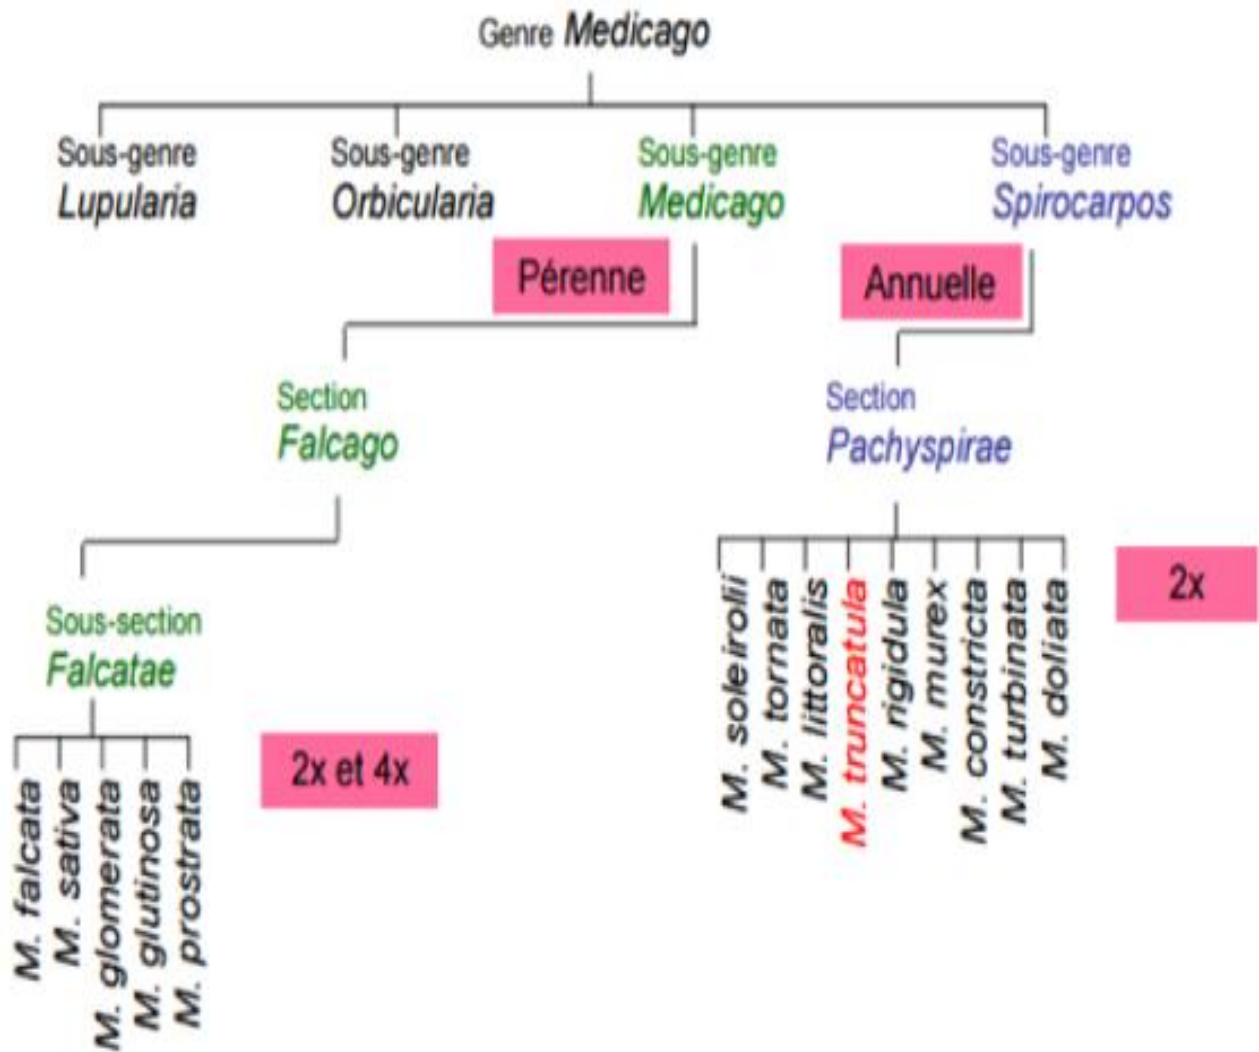 Genre Medicago
Sous-genre
Lupularia
Sous-genre
Orbicularia
Sous-genre
Medicago
Sous-genre
Spirocarpos
Pérenne
Annuelle
Section
Falcago
Section
Pachyspirae
Sous-section
Falcatae
2x et 4x
M. falcata
M. sativa
M. glomerata
M. glutinosa
M. prostrata
M. soleirolii
M. tornata
M. littoralis
M. truncatula
M. rigidula
M. murex
M. constricta
M. turbinata
M. doliata
2x